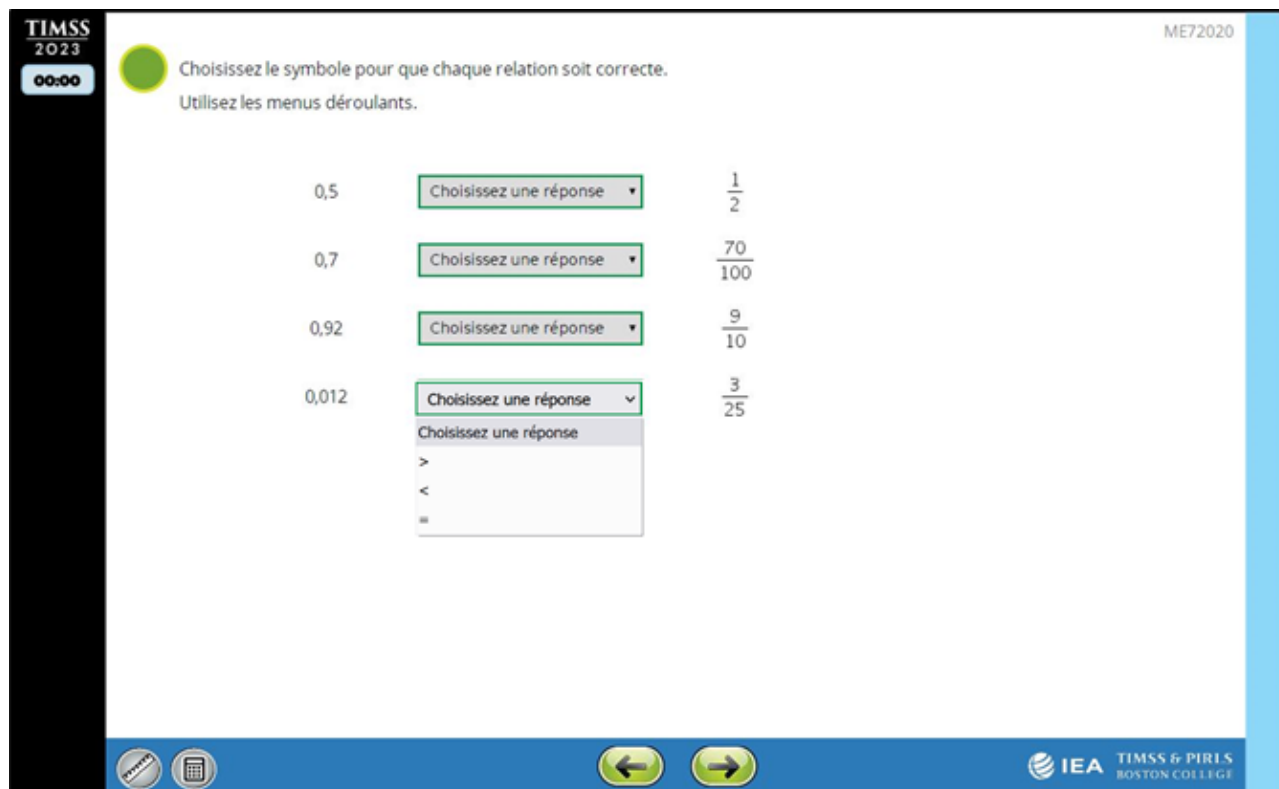 TIMSS
2023
00:00
ME72020
Choisissez le symbole pour que chaque relation soit correcte.
Utilisez les menus déroulants.
0,5 Choisissez une réponse 1/2
0,7 Choisissez une réponse 70/100
0,92 Choisissez une réponse 9/10
0,012 Choisissez une réponse 3/25
Choisissez une réponse
>
<
=
IEA TIMSS & PIRLS
BOSTON COLLEGE